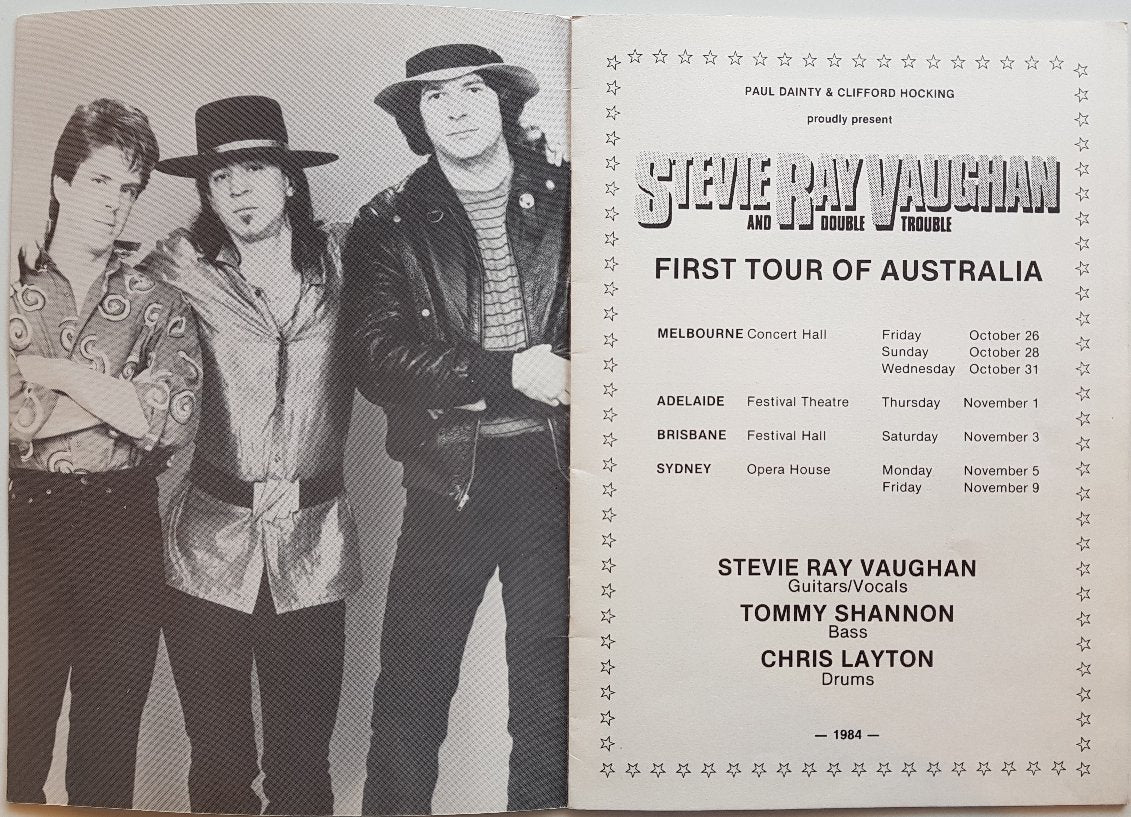 PAUL DAINTY & CLIFFORD HOCKING
proudly present
STEVIE RAY VAUGHAN
AND DOUBLE TROUBLE
FIRST TOUR OF AUSTRALIA
MELBOURNE Concert Hall Friday October 26
Sunday October 28
Wednesday October 31
ADELAIDE Festival Theatre Thursday November 1
BRISBANE Festival Hall Saturday November 3
SYDNEY Opera House Monday November 5
Friday November 9
STEVIE RAY VAUGHAN
Guitars/Vocals
TOMMY SHANNON
Bass
CHRIS LAYTON
Drums
— 1984 —